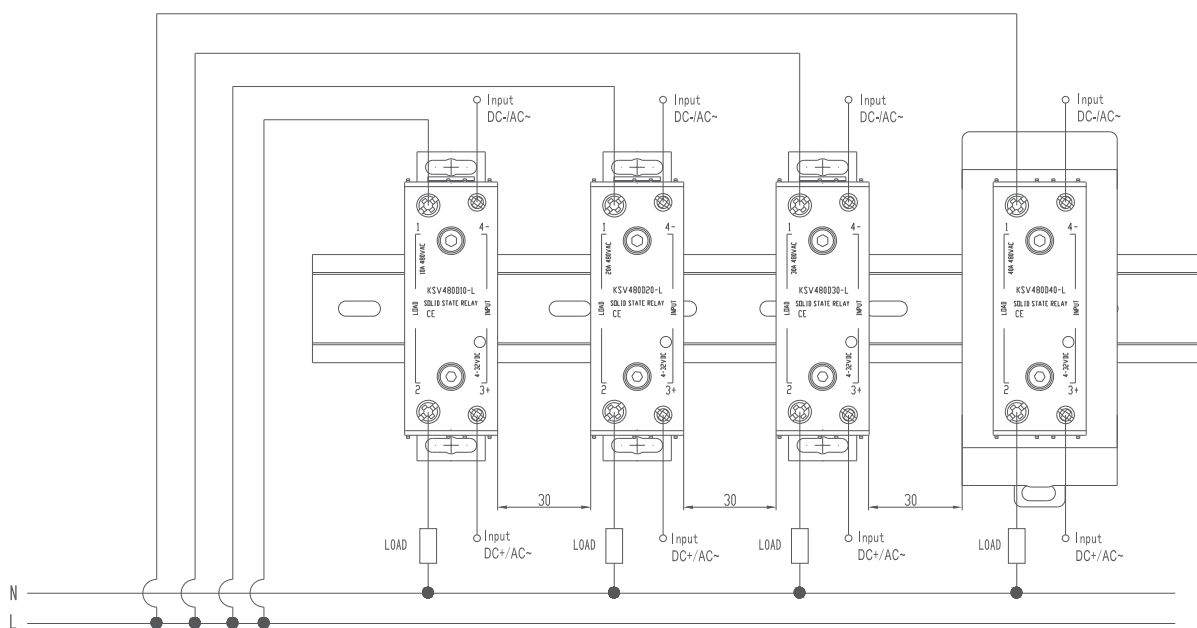 Input
DC-/AC~
Input
DC-/AC~
Input
DC-/AC~
Input
DC-/AC~
1
4-
10A 480VAC
KSV480D10-L
LOAD
SOLID STATE RELAY
INPUT
CE
4-32VDC
2
3+
1
4-
20A 480VAC
KSV480D20-L
LOAD
SOLID STATE RELAY
INPUT
CE
4-32VDC
2
3+
1
4-
30A 480VAC
KSV480D30-L
LOAD
SOLID STATE RELAY
INPUT
CE
4-32VDC
2
3+
1
4-
40A 480VAC
KSV480D40-L
LOAD
SOLID STATE RELAY
INPUT
CE
4-32VDC
2
3+
30
30
30
LOAD
Input
DC+/AC~
LOAD
Input
DC+/AC~
LOAD
Input
DC+/AC~
LOAD
Input
DC+/AC~
N
L